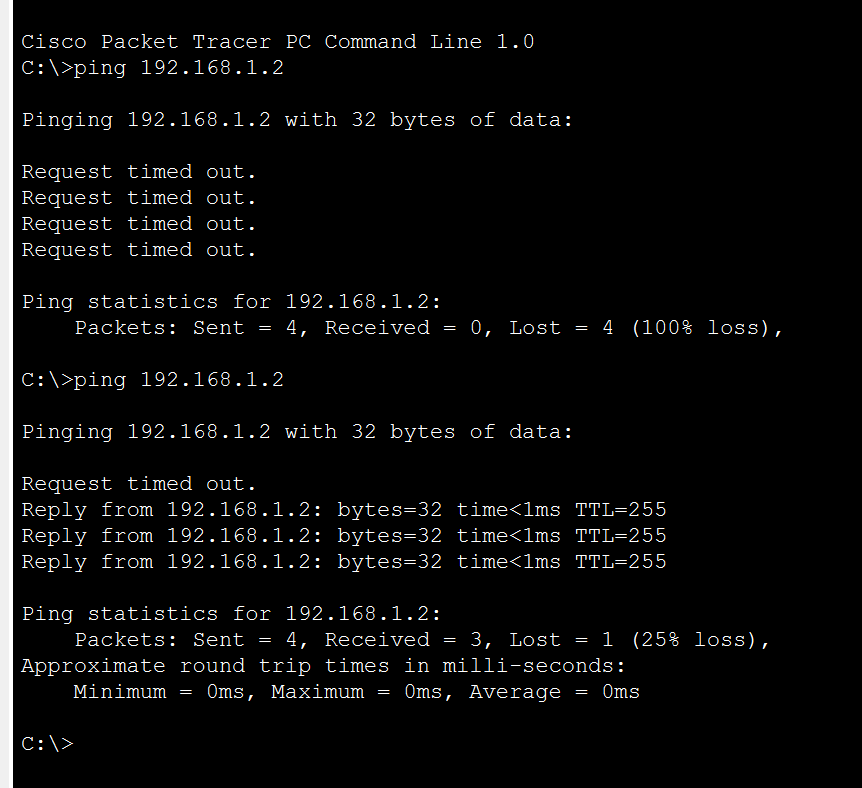 Cisco Packet Tracer PC Command Line 1.0
C:\>ping 192.168.1.2
Pinging 192.168.1.2 with 32 bytes of data:
Request timed out.
Request timed out.
Request timed out.
Request timed out.
Ping statistics for 192.168.1.2:
Packets: Sent = 4, Received = 0, Lost = 4 (100% loss),
C:\>ping 192.168.1.2
Pinging 192.168.1.2 with 32 bytes of data:
Request timed out.
Reply from 192.168.1.2: bytes=32 time<1ms TTL=255
Reply from 192.168.1.2: bytes=32 time<1ms TTL=255
Reply from 192.168.1.2: bytes=32 time<1ms TTL=255
Ping statistics for 192.168.1.2:
Packets: Sent = 4, Received = 3, Lost = 1 (25% loss),
Approximate round trip times in milli-seconds:
Minimum = 0ms, Maximum = 0ms, Average = 0ms
C:\>